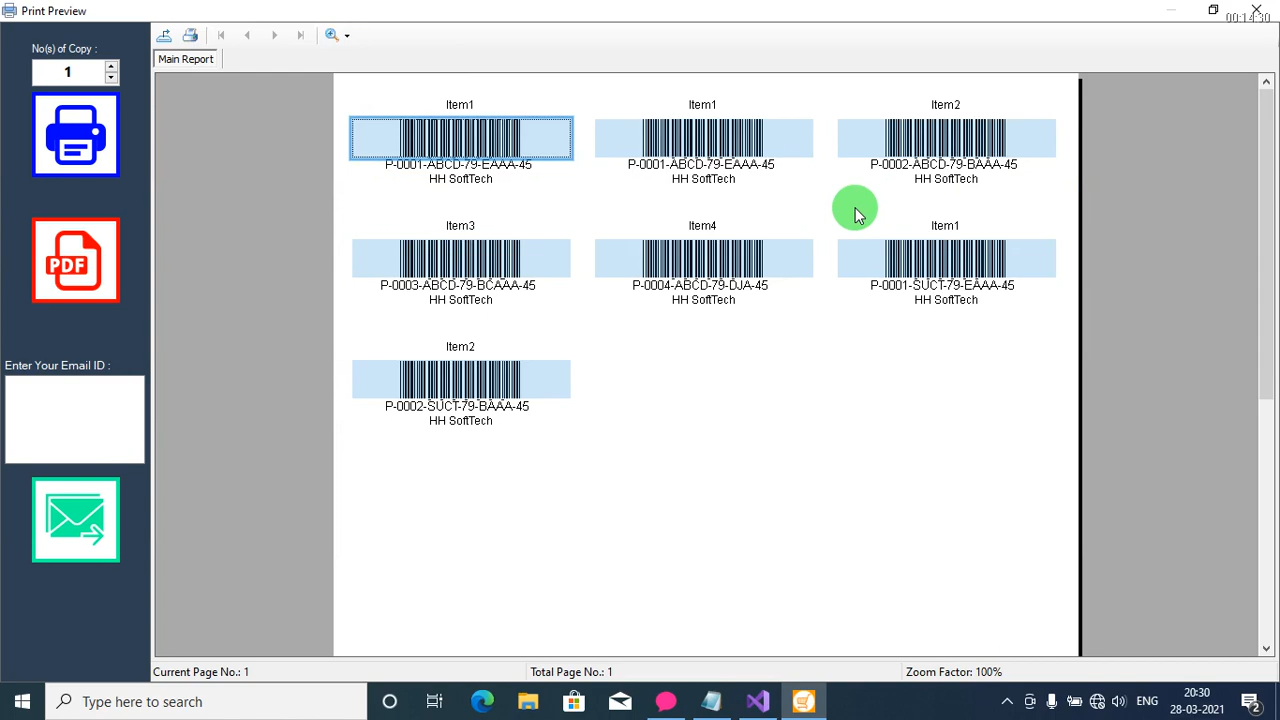 Print Preview
00:14:30
No(s) of Copy :
1
Main Report
PDF
Enter Your Email ID :
Item1
P-0001-ABCD-79-EAAA-45
HH SoftTech
Item1
P-0001-ABCD-79-EAAA-45
HH SoftTech
Item2
P-0002-ABCD-79-BAAA-45
HH SoftTech
Item3
P-0003-ABCD-79-BCAAA-45
HH SoftTech
Item4
P-0004-ABCD-79-DJA-45
HH SoftTech
Item1
P-0001-SUCT-79-EAAA-45
HH SoftTech
Item2
P-0002-SUCT-79-BAAA-45
HH SoftTech
Current Page No.: 1
Total Page No.: 1
Zoom Factor: 100%
Type here to search
ENG
20:30
28-03-2021
2